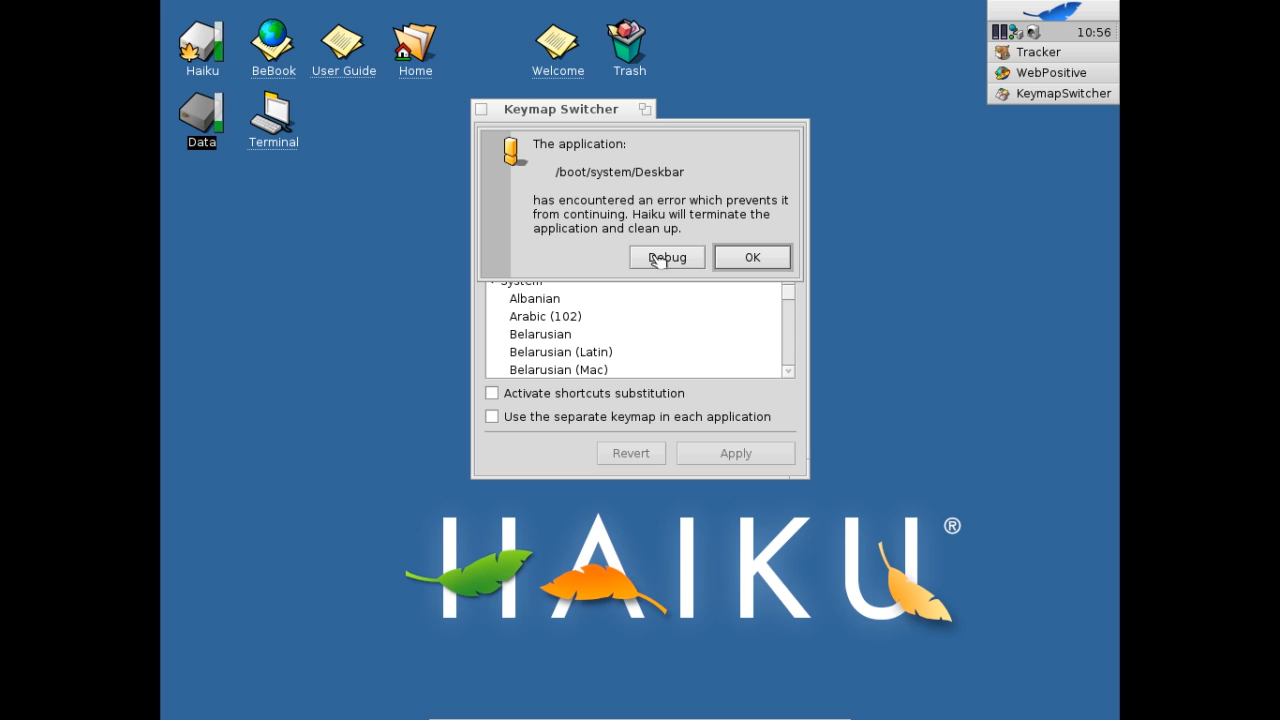 Haiku
BeBook
User Guide
Home
Welcome
Trash
Data
Terminal
10:56
Tracker
WebPositive
KeymapSwitcher
Keymap Switcher
The application:
/boot/system/Deskbar
has encountered an error which prevents it
from continuing. Haiku will terminate the
application and clean up.
Debug
OK
System
Albanian
Arabic (102)
Belarusian
Belarusian (Latin)
Belarusian (Mac)
Activate shortcuts substitution
Use the separate keymap in each application
Revert
Apply
HAIKU®